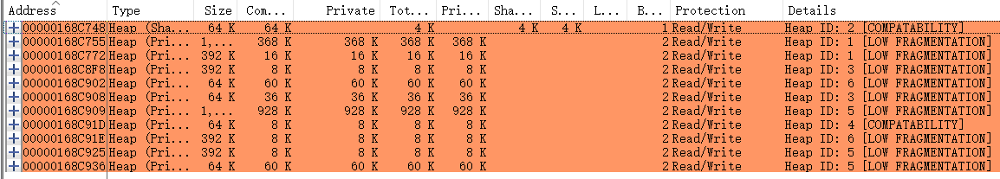 Address Type Size Com... Private Tot... Pri... Sha... S... L... B... Protection Details
00000168C748 Heap (Sha... 64 K 64 K 4 K 4 K 4 K 1 Read/Write Heap ID: 2 [COMPATABILITY]
00000168C755 Heap (Pri... 1,... 368 K 368 K 368 K 368 K 2 Read/Write Heap ID: 1 [LOW FRAGMENTATION]
00000168C772 Heap (Pri... 392 K 16 K 16 K 16 K 16 K 2 Read/Write Heap ID: 1 [LOW FRAGMENTATION]
00000168C8F8 Heap (Pri... 392 K 8 K 8 K 8 K 8 K 2 Read/Write Heap ID: 3 [LOW FRAGMENTATION]
00000168C902 Heap (Pri... 64 K 60 K 60 K 60 K 60 K 2 Read/Write Heap ID: 6 [LOW FRAGMENTATION]
00000168C908 Heap (Pri... 64 K 36 K 36 K 36 K 36 K 2 Read/Write Heap ID: 3 [LOW FRAGMENTATION]
00000168C909 Heap (Pri... 1,... 928 K 928 K 928 K 928 K 2 Read/Write Heap ID: 5 [LOW FRAGMENTATION]
00000168C91D Heap (Pri... 64 K 8 K 8 K 8 K 8 K 2 Read/Write Heap ID: 4 [COMPATABILITY]
00000168C91E Heap (Pri... 392 K 8 K 8 K 8 K 8 K 2 Read/Write Heap ID: 6 [LOW FRAGMENTATION]
00000168C925 Heap (Pri... 392 K 8 K 8 K 8 K 8 K 2 Read/Write Heap ID: 5 [LOW FRAGMENTATION]
00000168C936 Heap (Pri... 64 K 60 K 60 K 60 K 60 K 2 Read/Write Heap ID: 5 [LOW FRAGMENTATION]